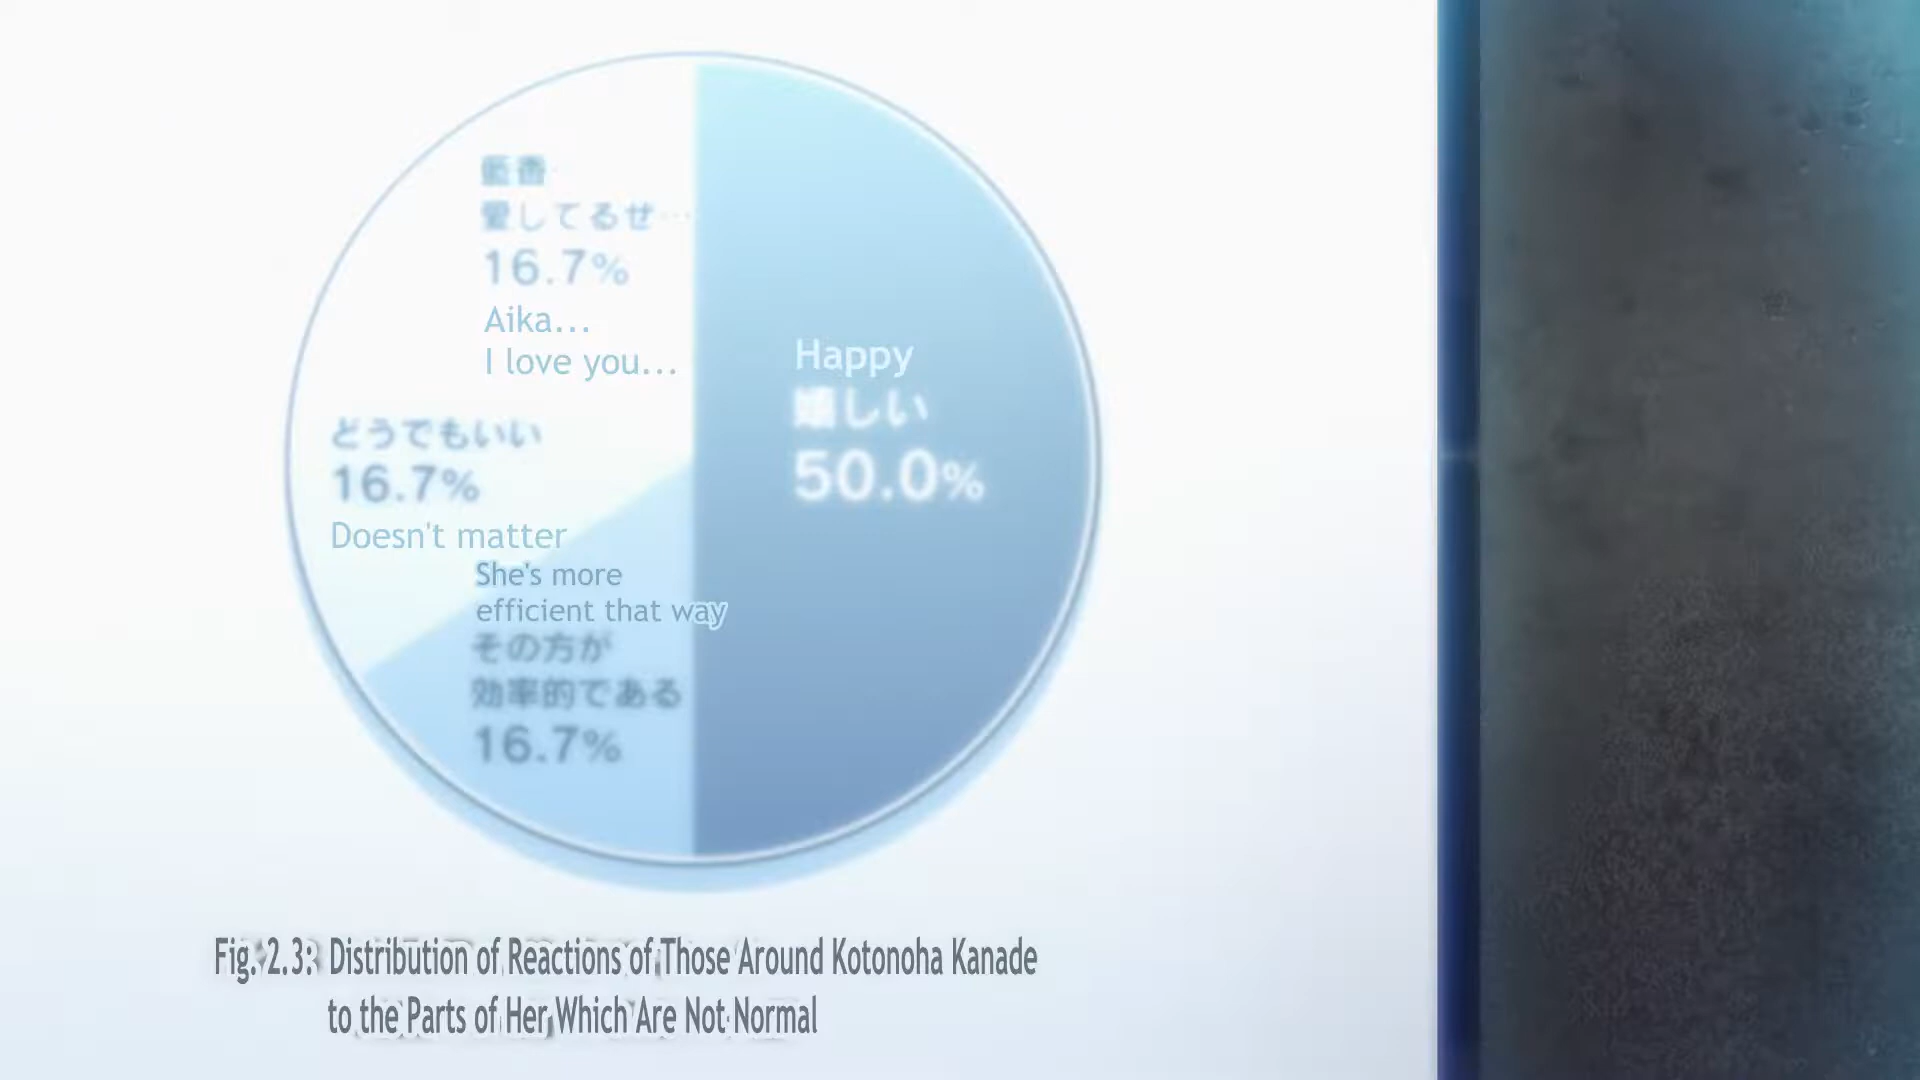 藍香…
愛してるぜ…
16.7%
Aika...
I love you...
Happy
嬉しい
50.0%
どうでもいい
16.7%
Doesn't matter
She's more
efficient that way
その方が
効率的である
16.7%
Fig. 2.3: Distribution of Reactions of Those Around Kotonoha Kanade
to the Parts of Her Which Are Not Normal